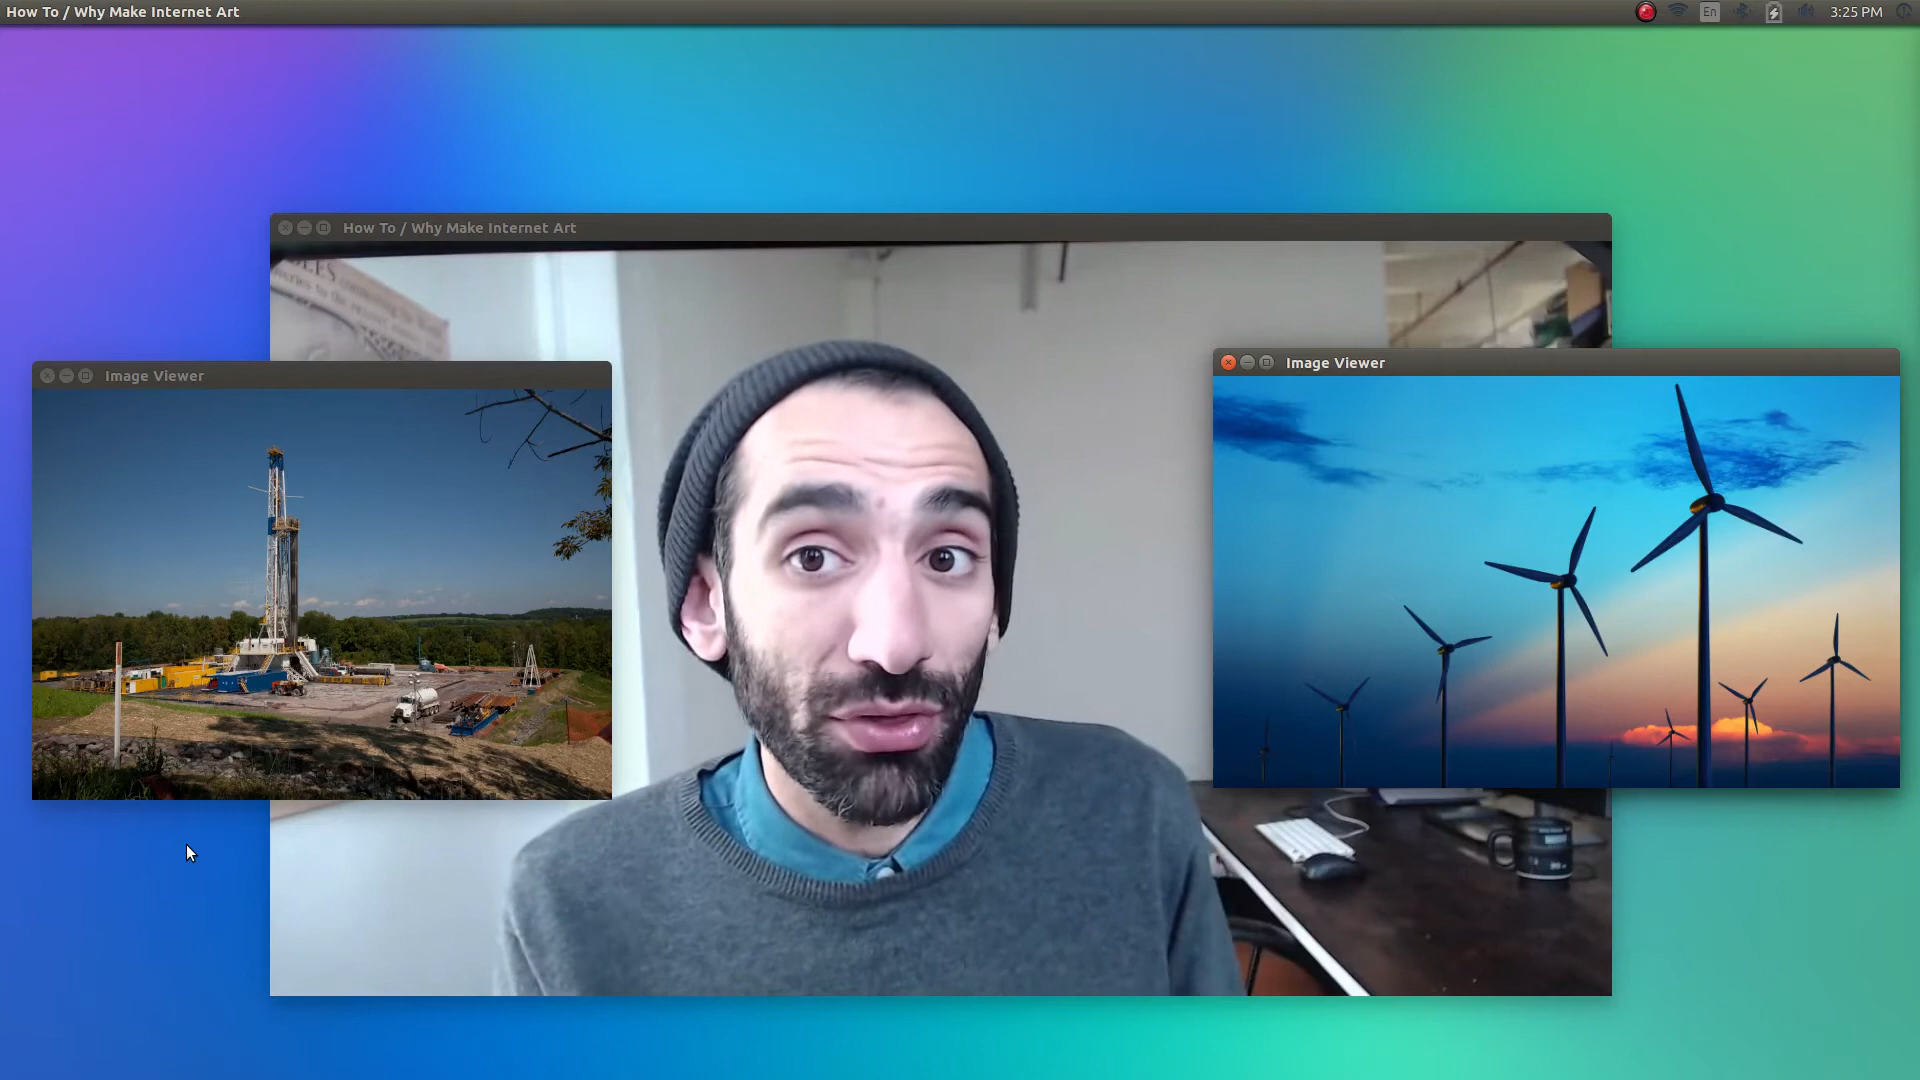 How To / Why Make Internet Art
En
3:25 PM
How To / Why Make Internet Art
Image Viewer
Image Viewer